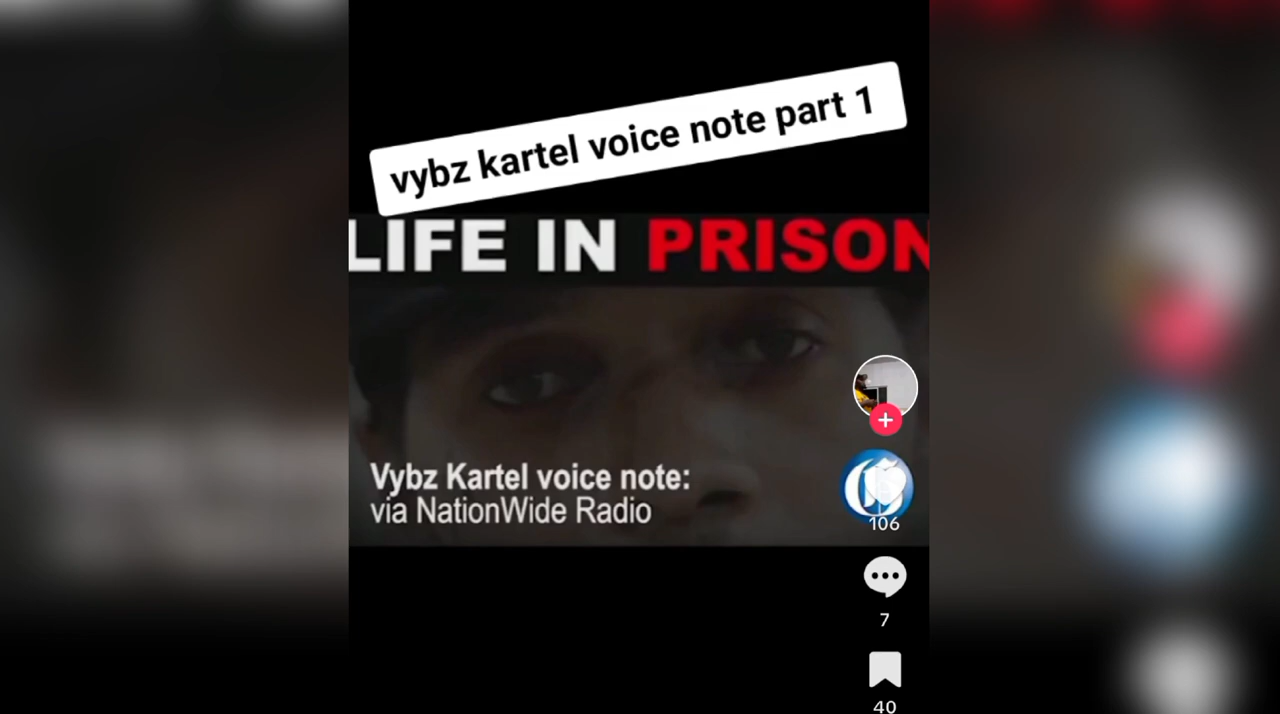 vybz kartel voice note part 1
LIFE IN PRISON
Vybz Kartel voice note:
via NationWide Radio
106
7
40